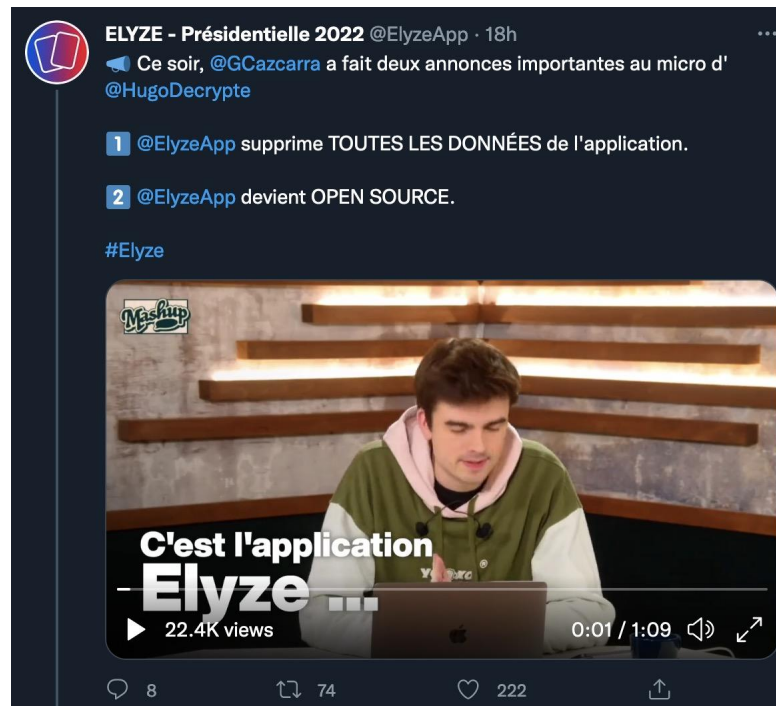 ELYZE - Présidentielle 2022 @ElyzeApp · 18h
Ce soir, @GCazcarra a fait deux annonces importantes au micro d'
@HugoDecrypte
1 @ElyzeApp supprime TOUTES LES DONNÉES de l'application.
2 @ElyzeApp devient OPEN SOURCE.
#Elyze
Mashup
C'est l'application
Elyze ...
22.4K views 0:01 / 1:09
8 74 222